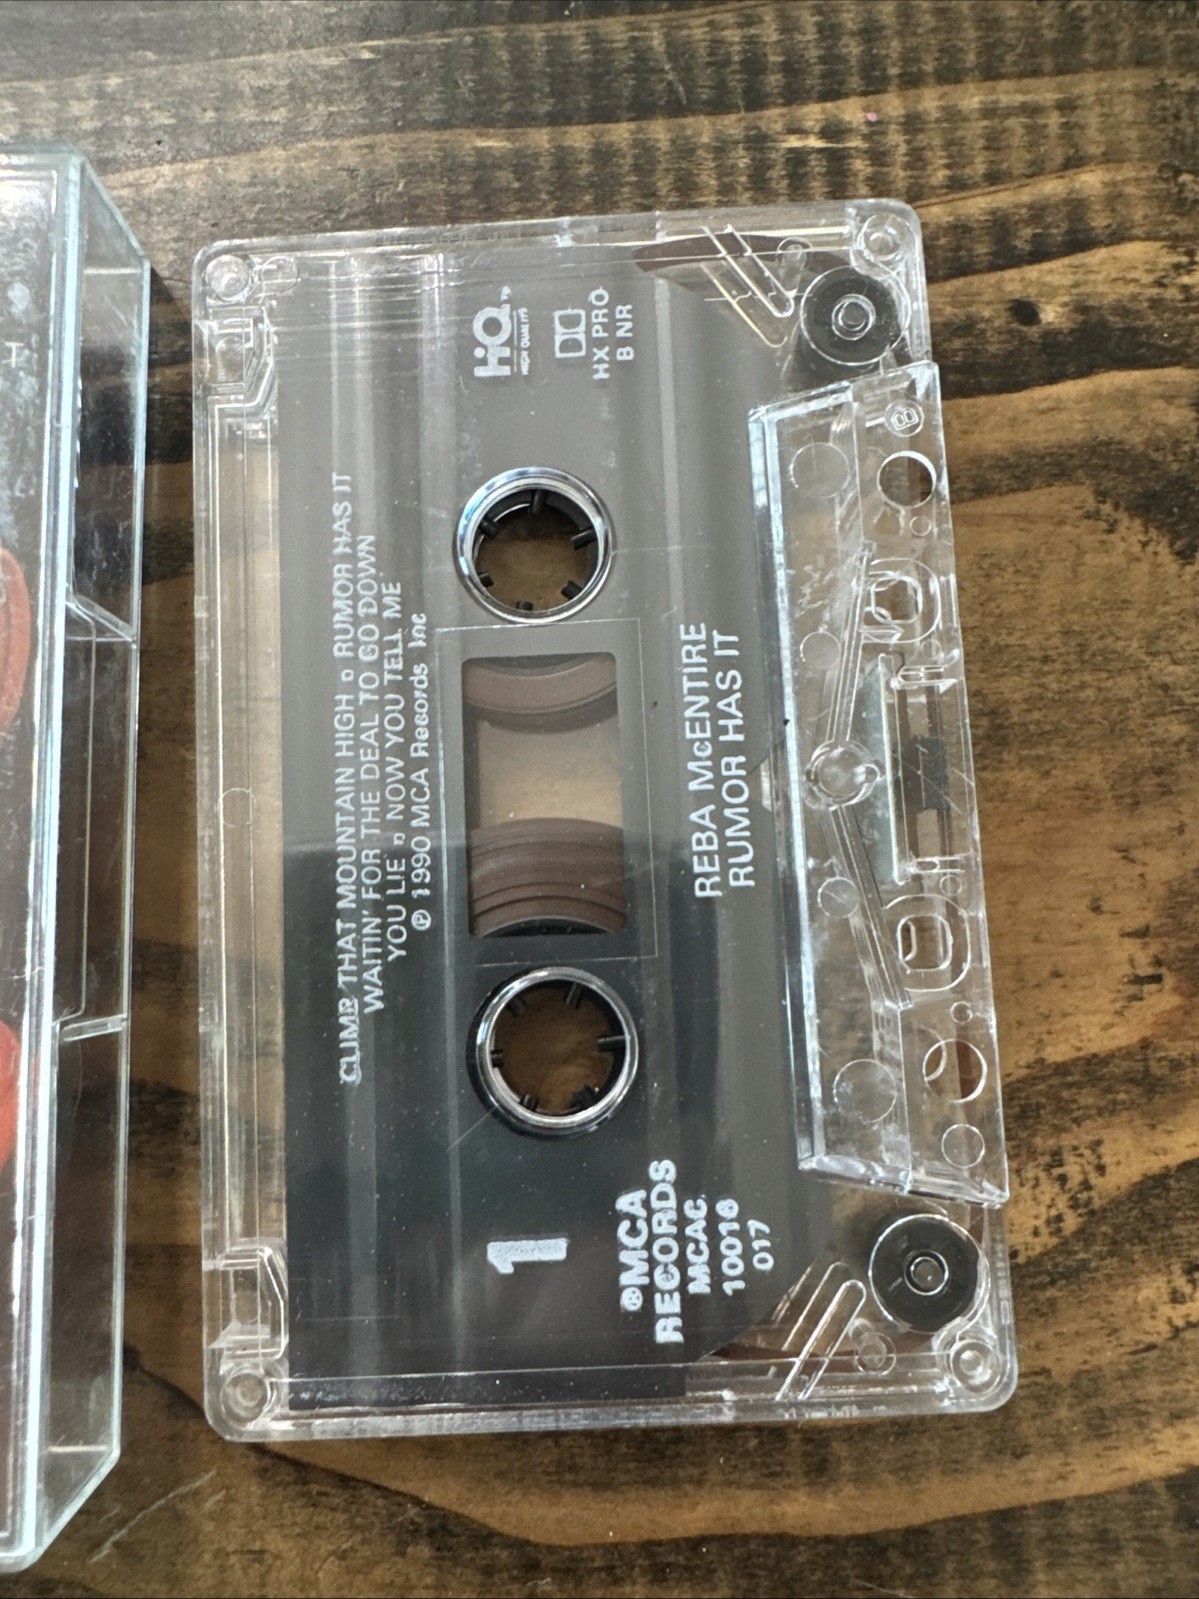 CLIMB THAT MOUNTAIN HIGH ▫ RUMOR HAS IT
WAITIN' FOR THE DEAL TO GO DOWN
YOU LIE ▫ NOW YOU TELL ME
℗ 1990 MCA Records Inc
HiQ™
HIGH QUALITY
HX PRO
B NR
1
REBA McENTIRE
RUMOR HAS IT
®MCA
RECORDS
MCAC
10016
017
B